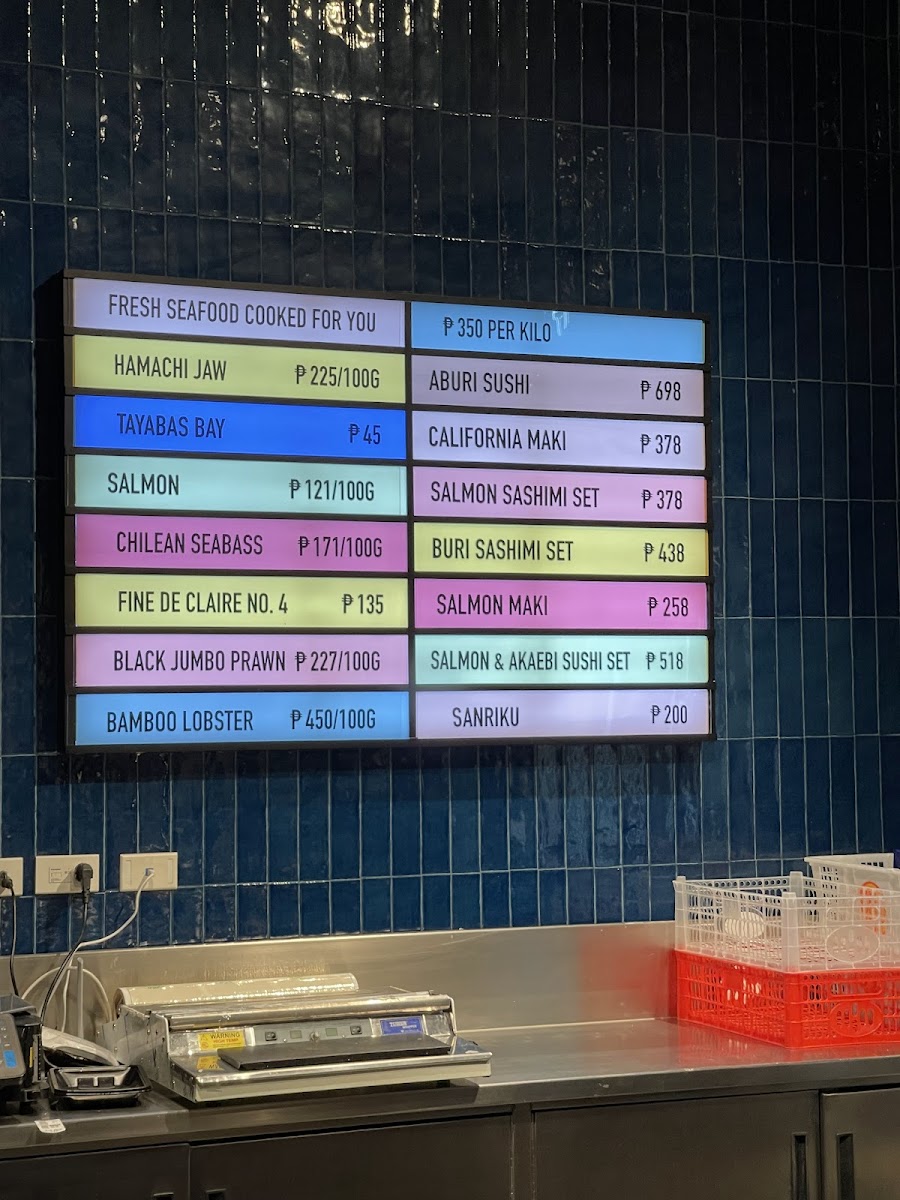 FRESH SEAFOOD COOKED FOR YOU
₱350 PER KILO
HAMACHI JAW ₱225/100G
TAYABAS BAY ₱45
SALMON ₱121/100G
CHILEAN SEABASS ₱171/100G
FINE DE CLAIRE NO. 4 ₱135
BLACK JUMBO PRAWN ₱227/100G
BAMBOO LOBSTER ₱450/100G
ABURI SUSHI ₱698
CALIFORNIA MAKI ₱378
SALMON SASHIMI SET ₱378
BURI SASHIMI SET ₱438
SALMON MAKI ₱258
SALMON & AKAEBI SUSHI SET ₱518
SANRIKU ₱200
WARNING